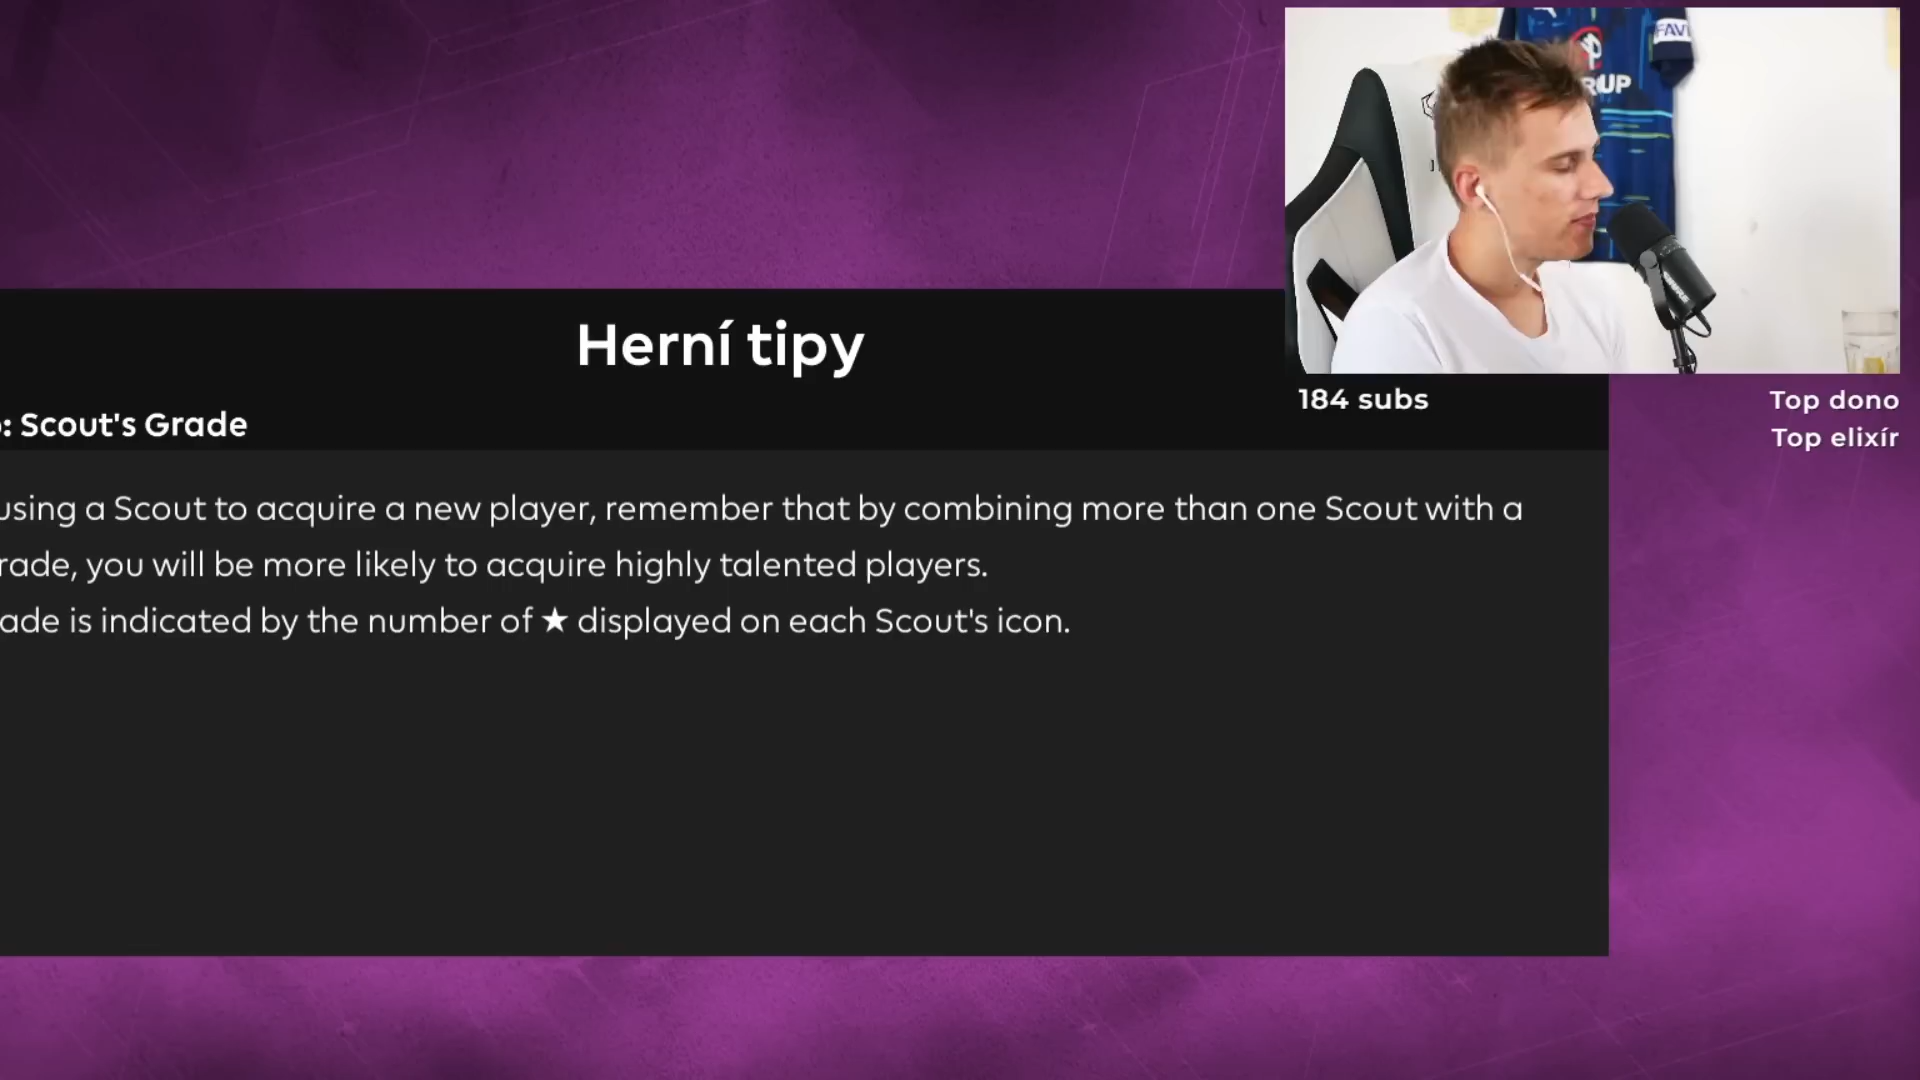 FAV
RUP
Herní tipy
184 subs
Top dono
Top elixír
: Scout's Grade
using a Scout to acquire a new player, remember that by combining more than one Scout with a
rade, you will be more likely to acquire highly talented players.
ade is indicated by the number of ★ displayed on each Scout's icon.